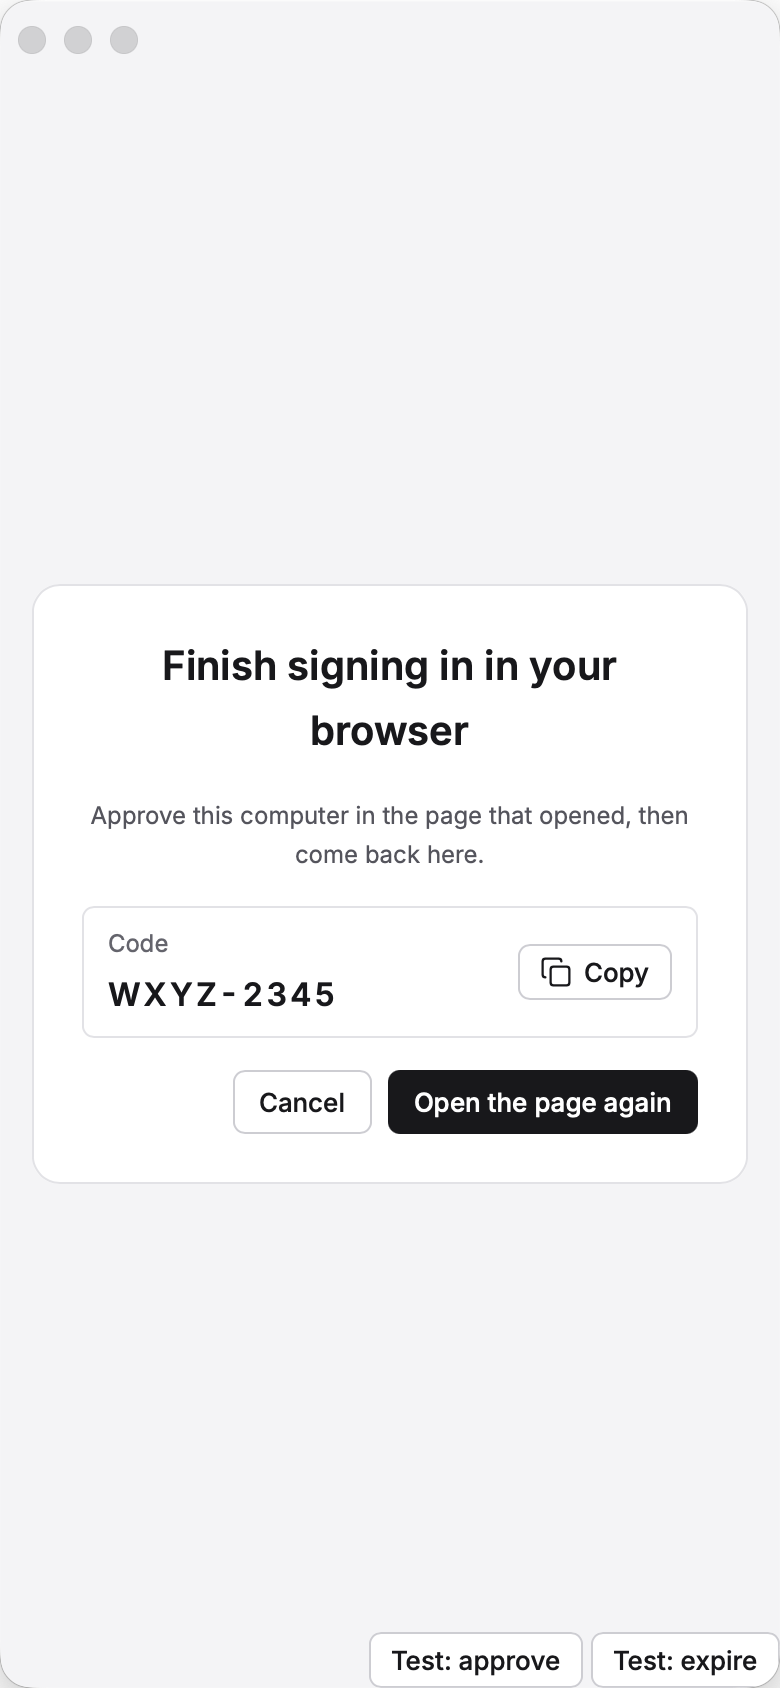 Finish signing in in your
browser
Approve this computer in the page that opened, then
come back here.
Code
WXYZ-2345
Copy
Cancel
Open the page again
Test: approve
Test: expire